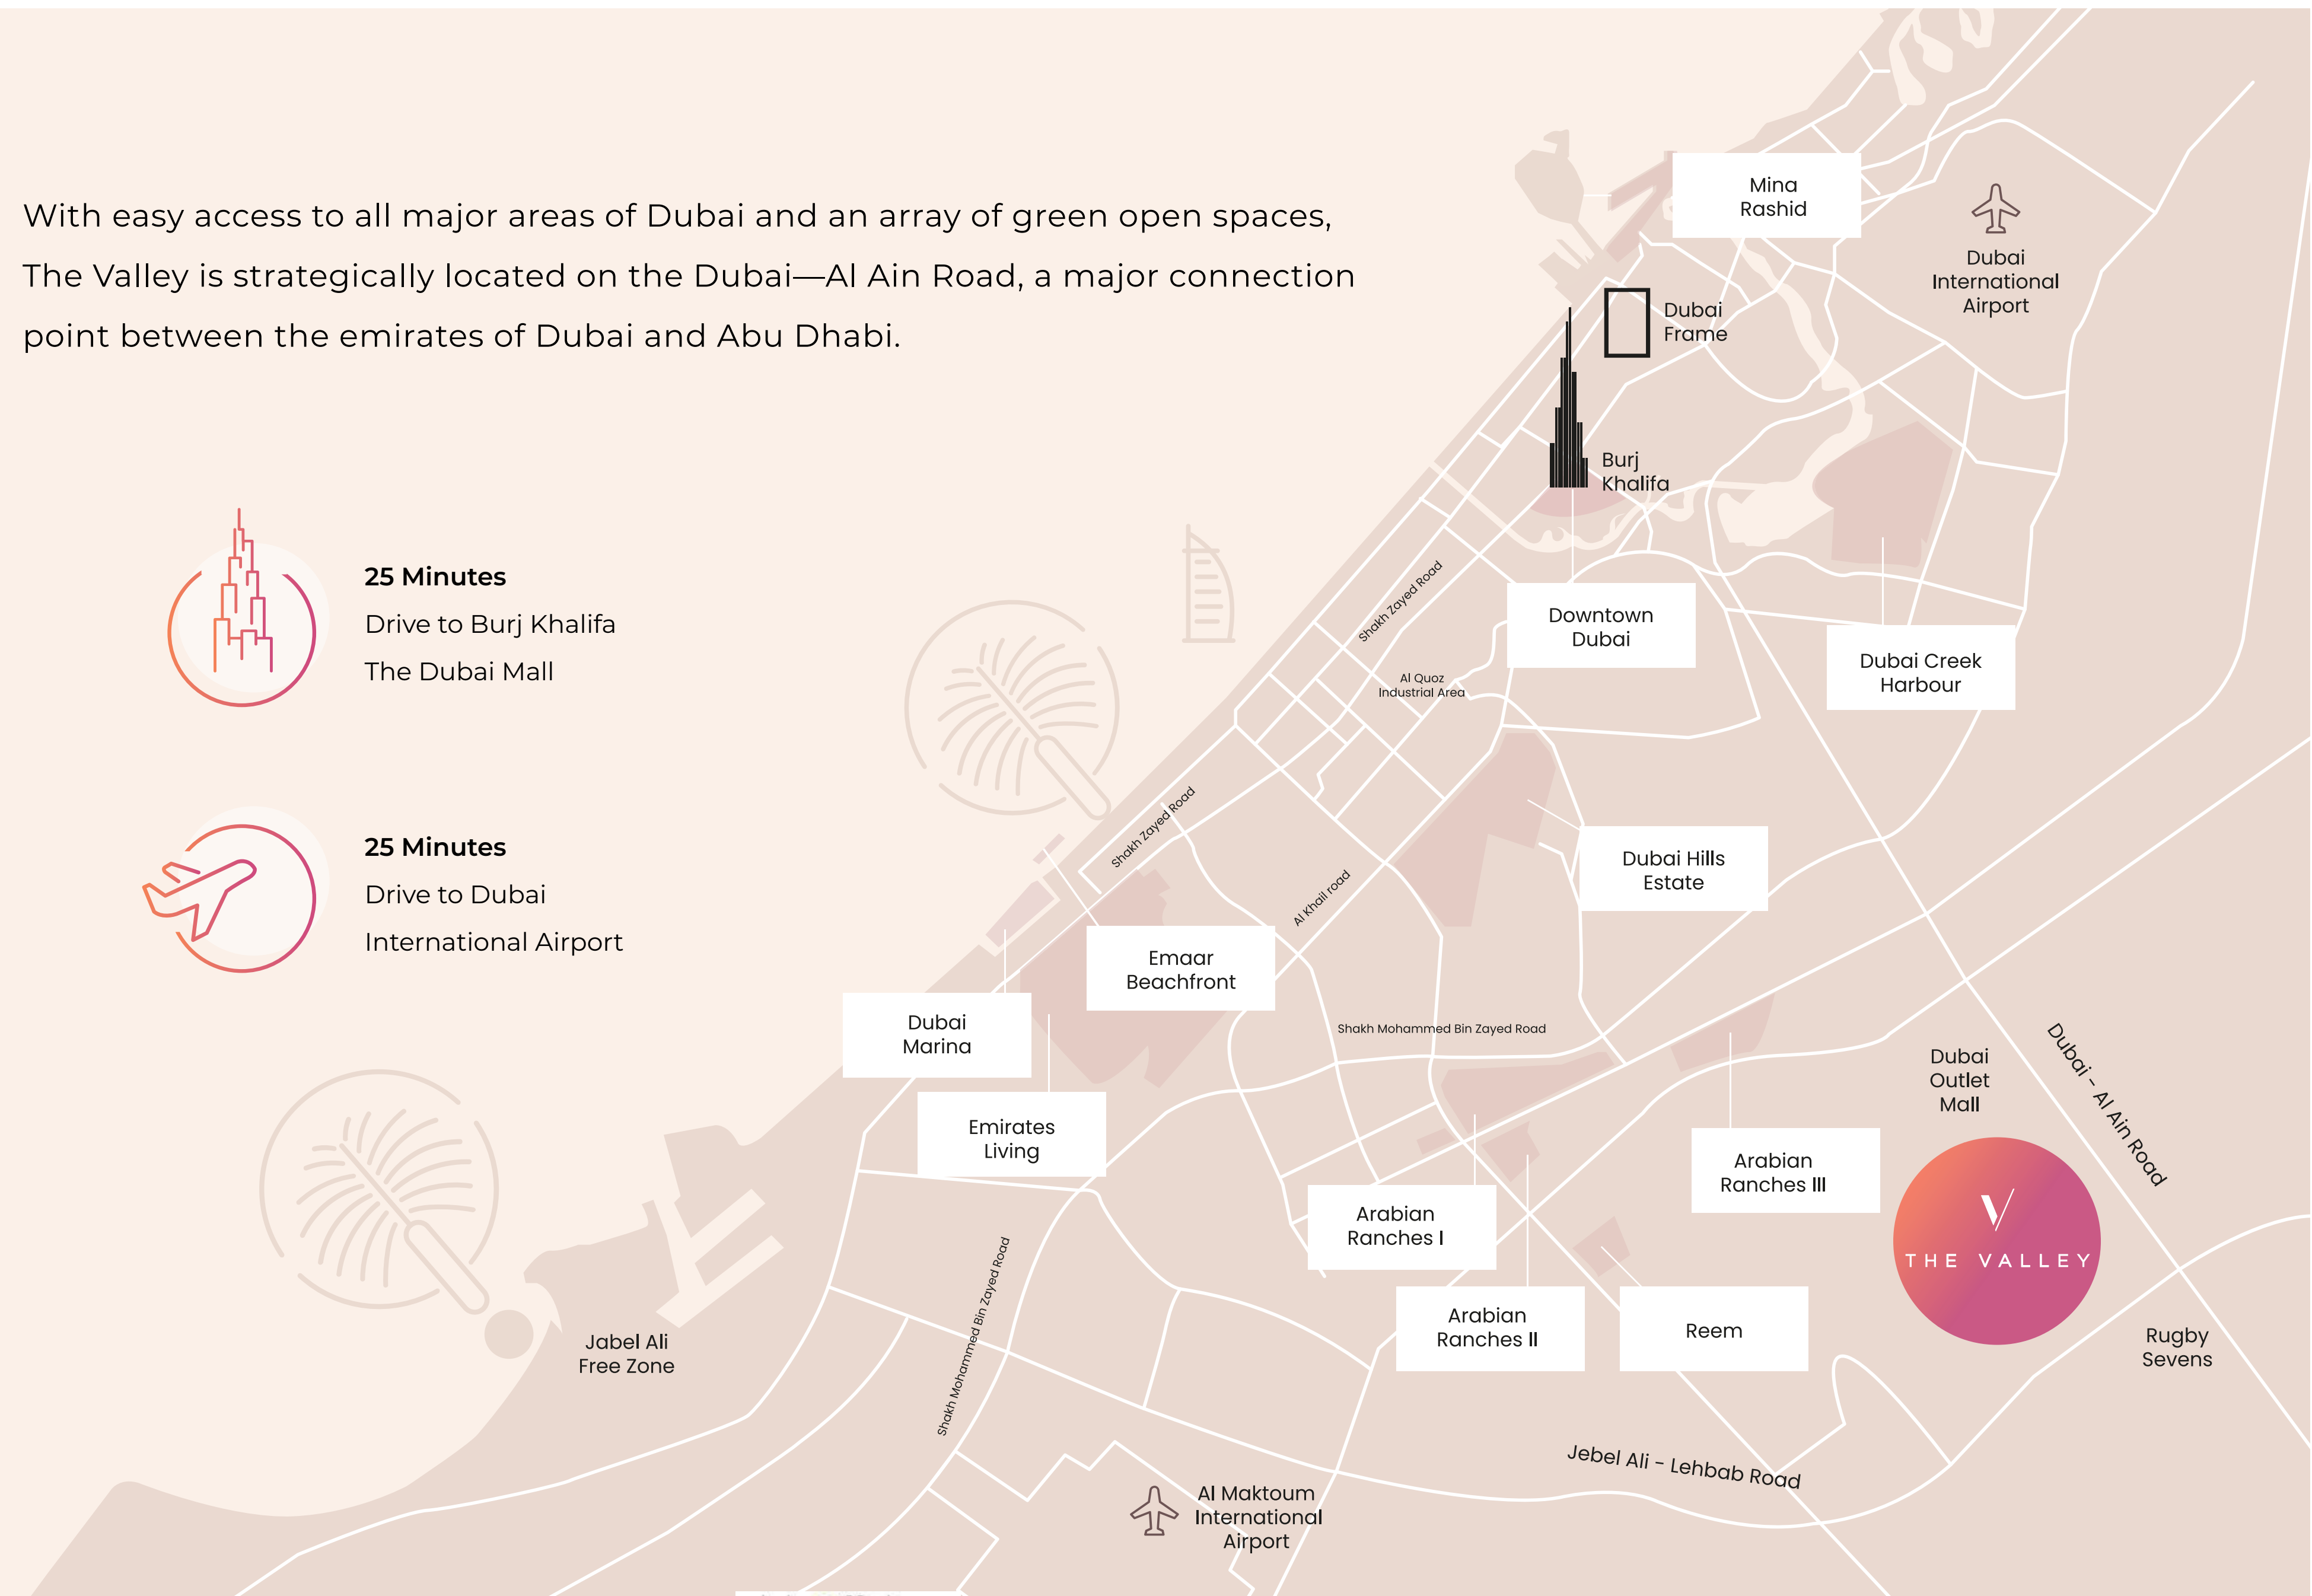 With easy access to all major areas of Dubai and an array of green open spaces,
The Valley is strategically located on the Dubai—Al Ain Road, a major connection
point between the emirates of Dubai and Abu Dhabi.
25 Minutes
Drive to Burj Khalifa
The Dubai Mall
25 Minutes
Drive to Dubai
International Airport
Mina
Rashid
Dubai
International
Airport
Dubai
Frame
Burj
Khalifa
Shakh Zayed Road
Downtown
Dubai
Dubai Creek
Harbour
Al Quoz
Industrial Area
Shakh Zayed Road
Dubai Hills
Estate
Al Khail road
Emaar
Beachfront
Dubai
Marina
Shakh Mohammed Bin Zayed Road
Dubai
Outlet
Mall
Dubai - Al Ain Road
Emirates
Living
Arabian
Ranches III
Arabian
Ranches I
V
THE VALLEY
Shakh Mohammed Bin Zayed Road
Arabian
Ranches II
Reem
Rugby
Sevens
Jabel Ali
Free Zone
Jebel Ali - Lehbab Road
Al Maktoum
International
Airport